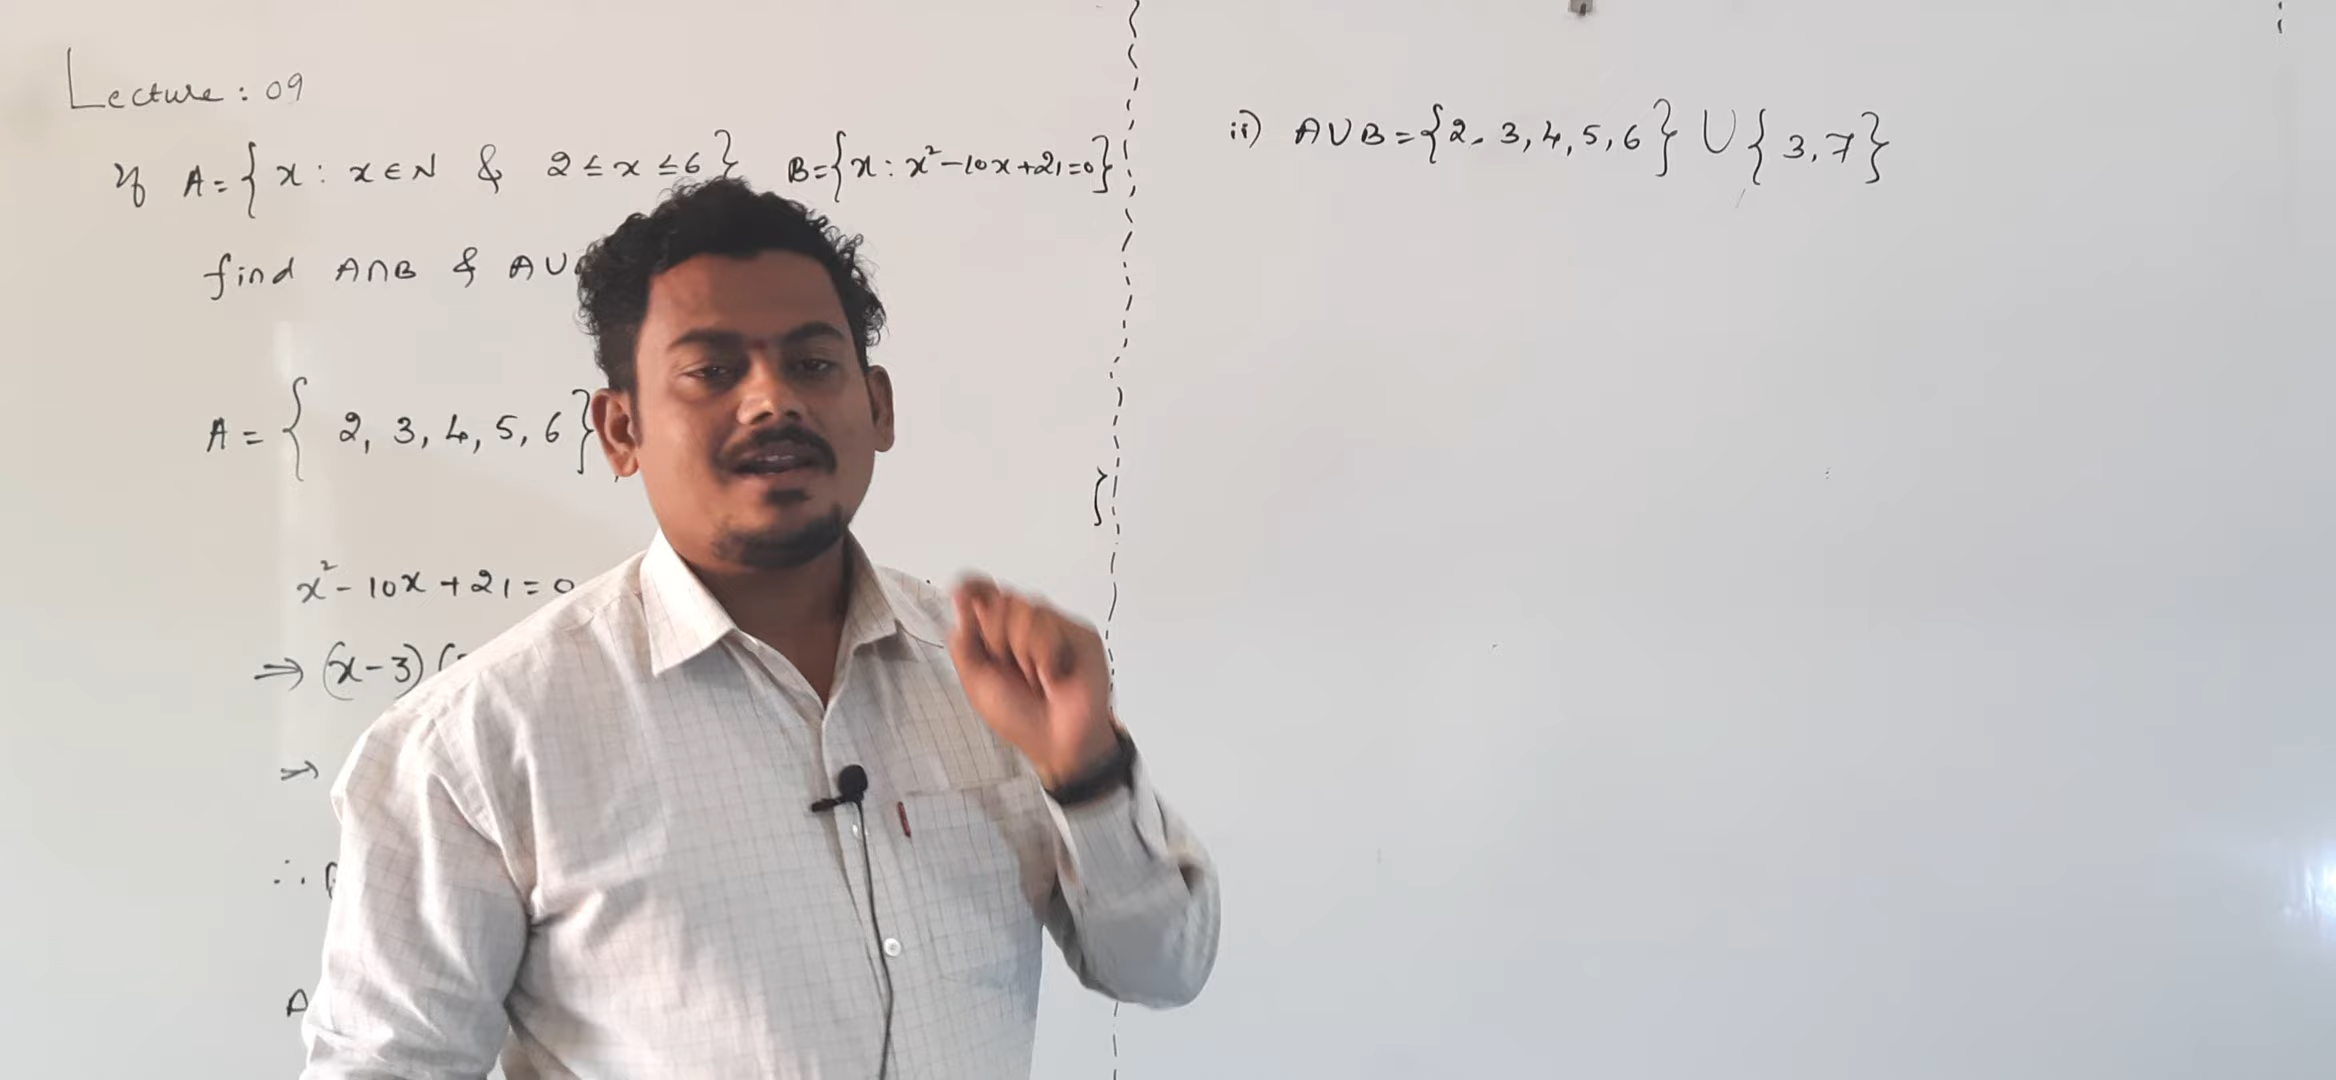 Lecture : 09
If A = { x : x ∈ N & 2 ≤ x ≤ 6 } B = { x : x² - 10x + 21 = 0 }
find A∩B & A∪
A = { 2, 3, 4, 5, 6 }
x² - 10x + 21 = 0
⇒ (x - 3) (
⇒
∴
A
ii) A∪B = { 2, 3, 4, 5, 6 } ∪ { 3, 7 }